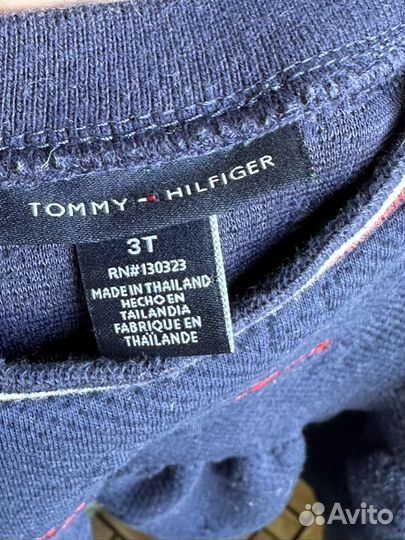 TOMMY HILFIGER
3T
RN#130323
MADE IN THAILAND
HECHO EN
TAILANDIA
FABRIQUE EN
THAÏLANDE
Avito